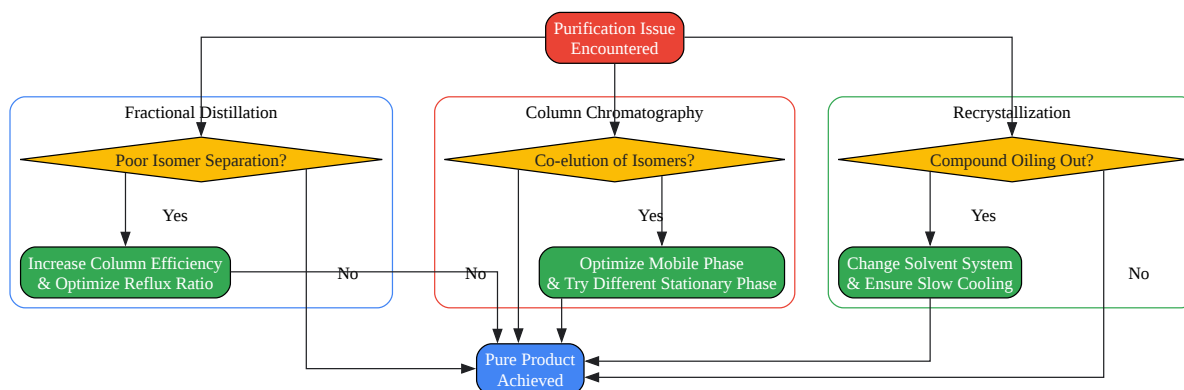 Purification Issue
Encountered
Fractional Distillation
Column Chromatography
Recrystallization
Poor Isomer Separation?
Co-elution of Isomers?
Compound Oiling Out?
Yes
Yes
Yes
Increase Column Efficiency
& Optimize Reflux Ratio
No
No
Optimize Mobile Phase
& Try Different Stationary Phase
Change Solvent System
& Ensure Slow Cooling
No
Pure Product
Achieved